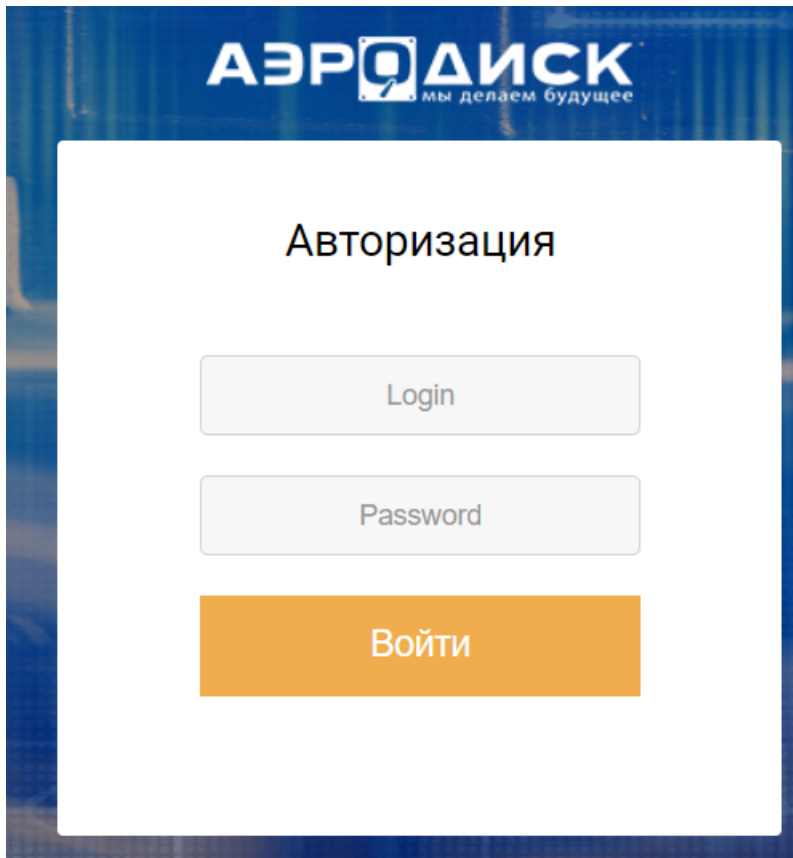 АЭРОДИСК
мы делаем будущее
Авторизация
Login
Password
Войти